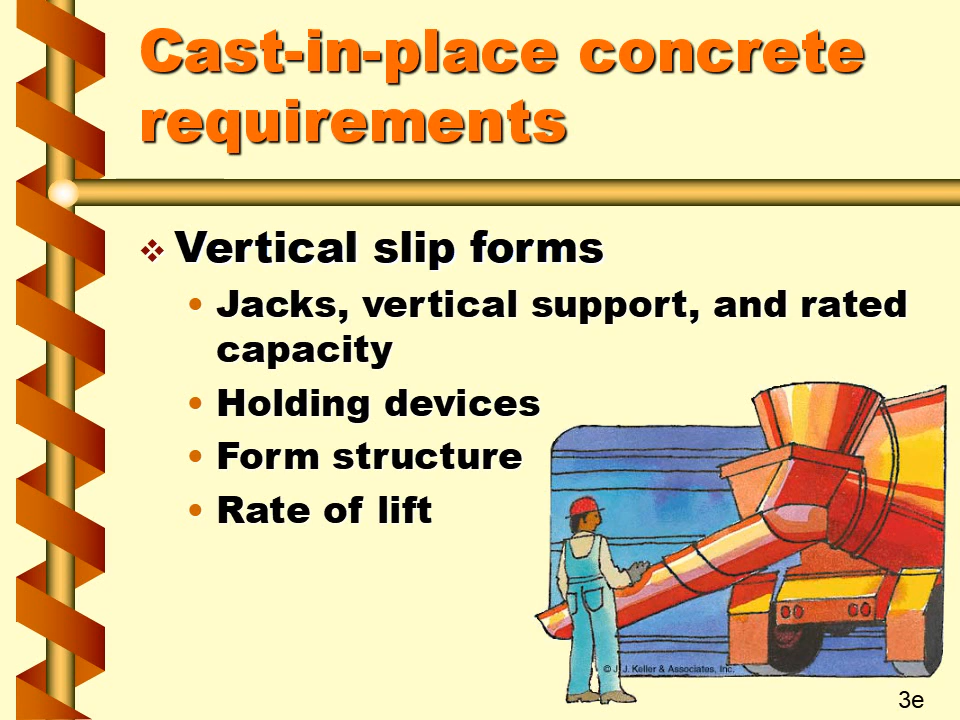 Cast-in-place concrete
requirements
❖ Vertical slip forms
• Jacks, vertical support, and rated
capacity
• Holding devices
• Form structure
• Rate of lift
© J. J. Keller & Associates, Inc.
3e